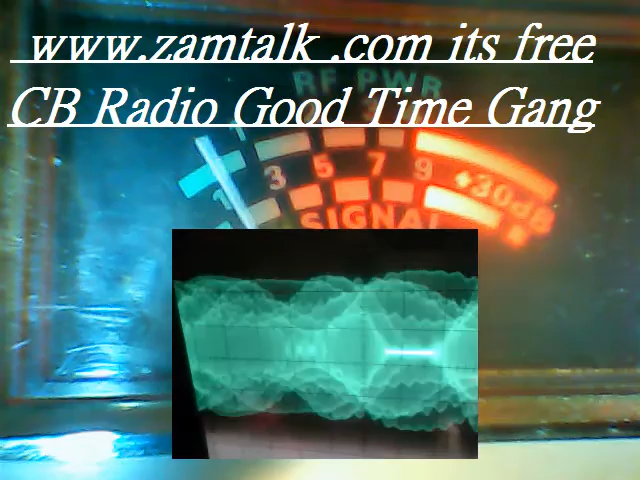 www.zamtalk .com its free
CB Radio Good Time Gang
RF PWR
1 3 5 7 9 +30dB
SIGNAL